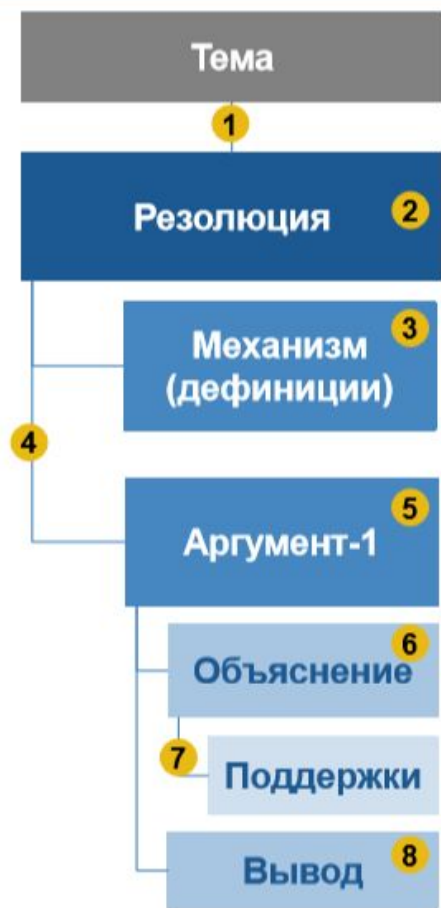 Тема
1
Резолюция 2
3
Механизм
(дефиниции)
4
5
Аргумент-1
6
Объяснение
7
Поддержки
Вывод 8